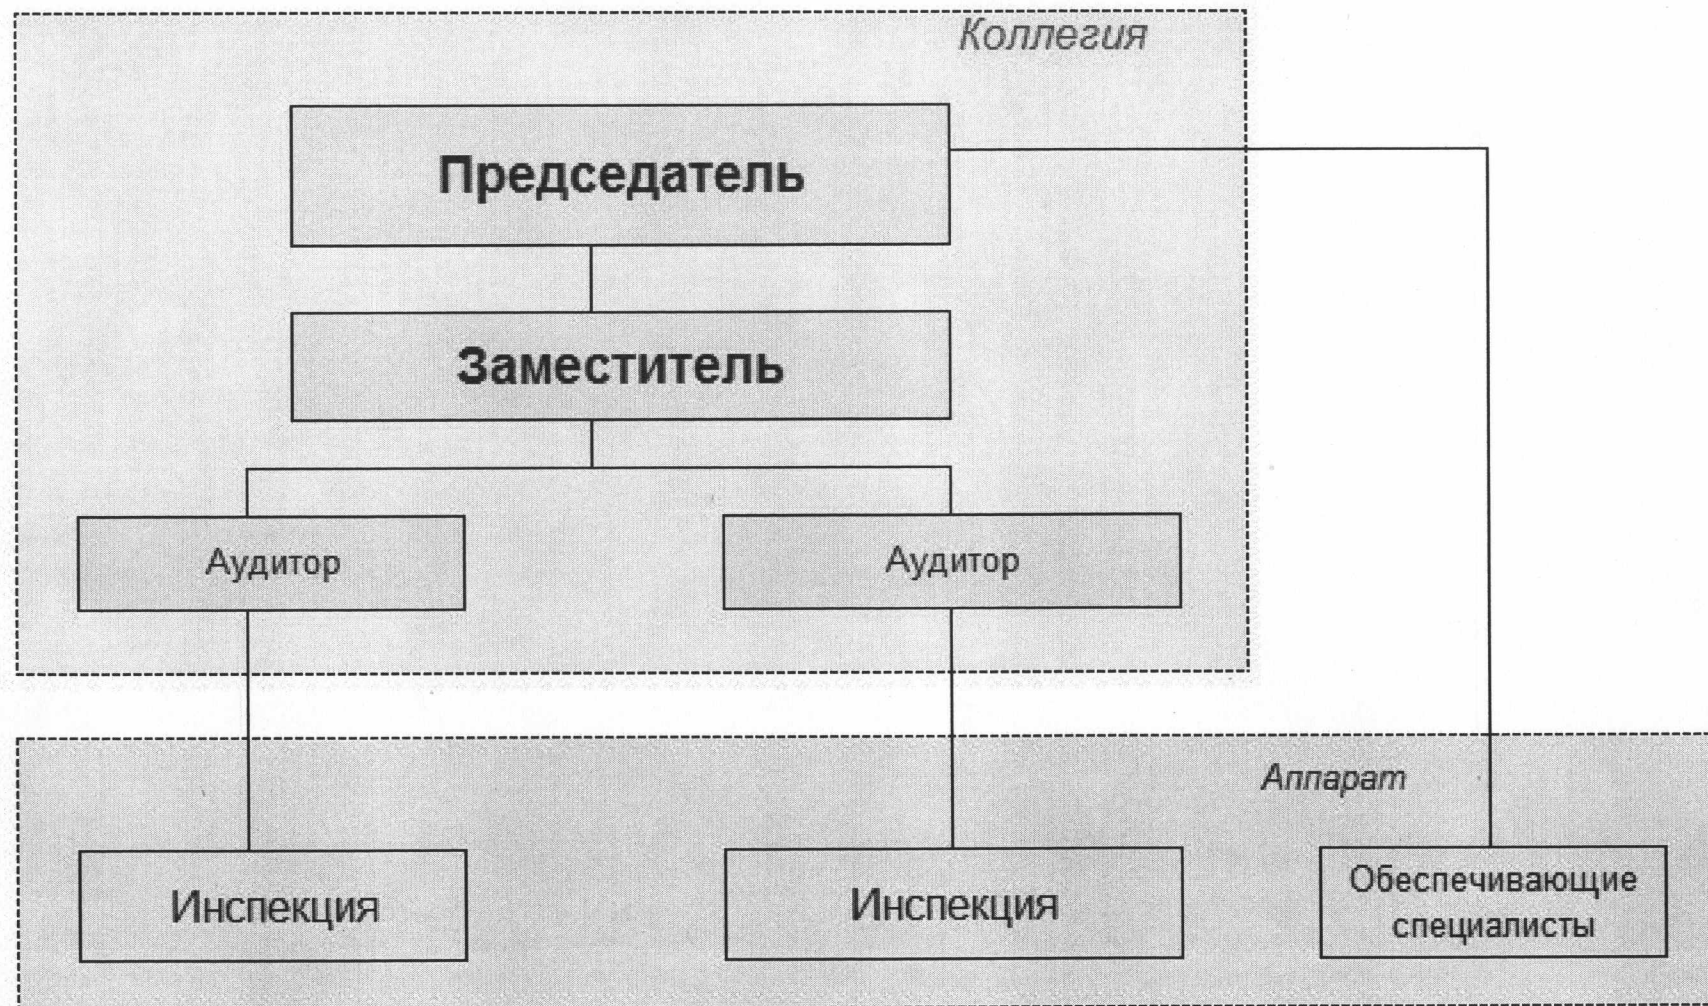 Коллегия
Председатель
Заместитель
Аудитор
Аудитор
Аппарат
Инспекция
Инспекция
Обеспечивающие
специалисты